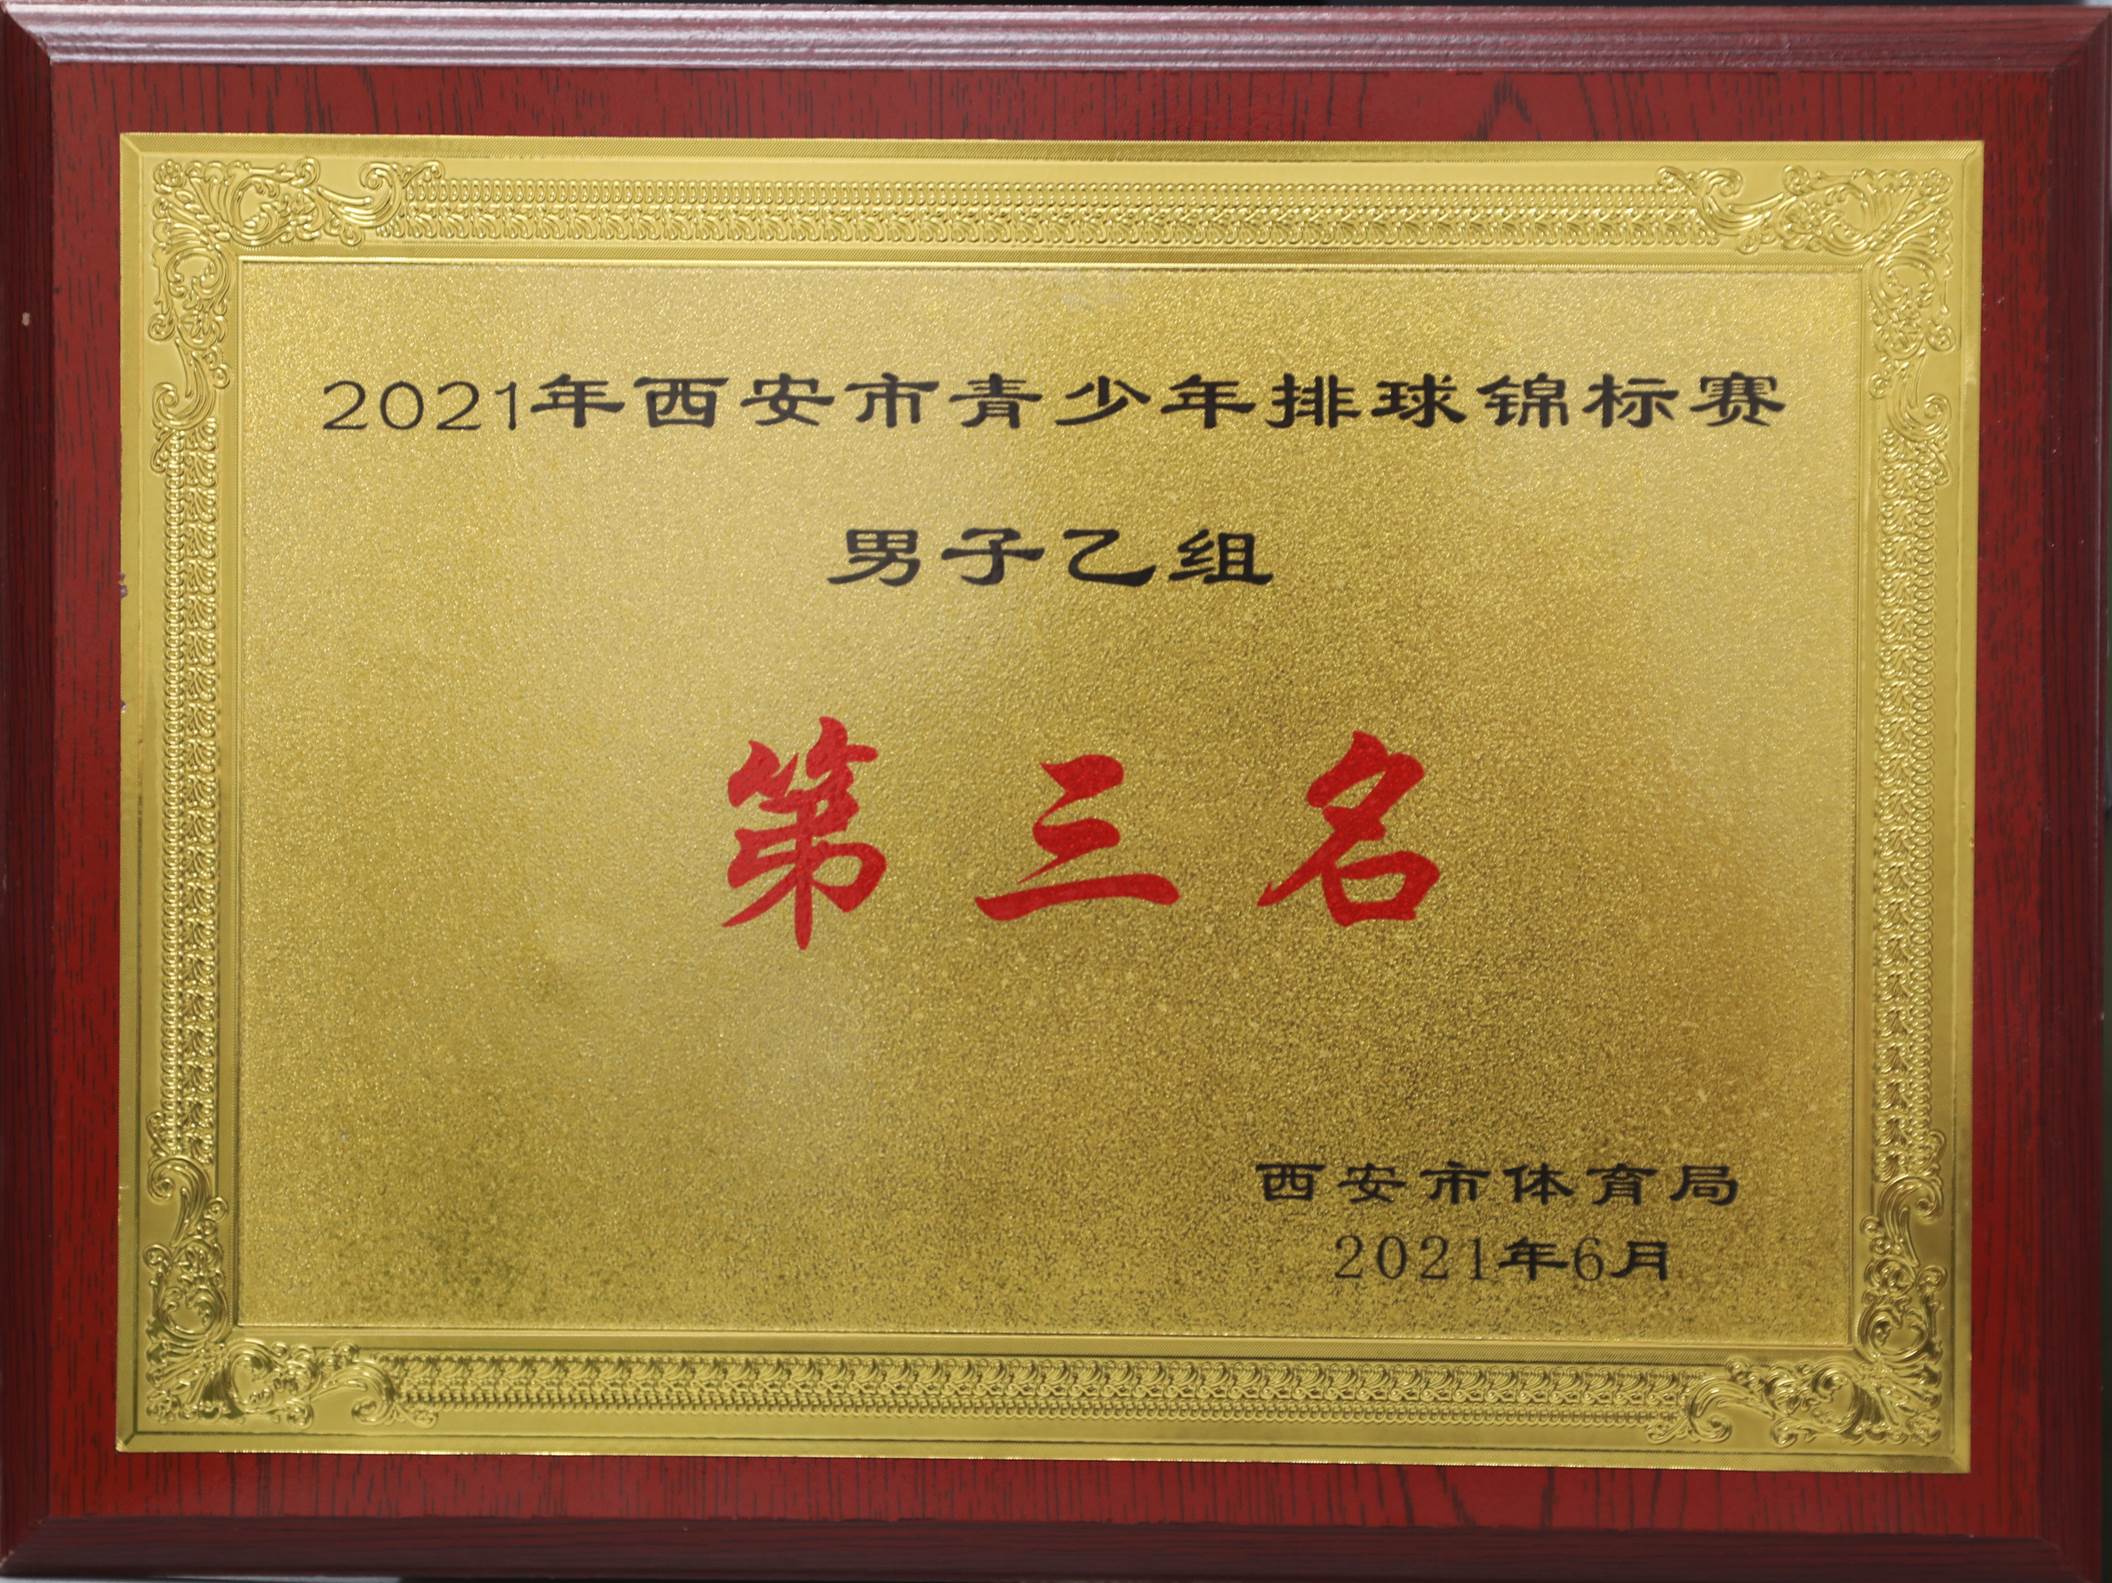 2021年西安市青少年排球锦标赛
男子乙组
第三名
西安市体育局
2021年6月